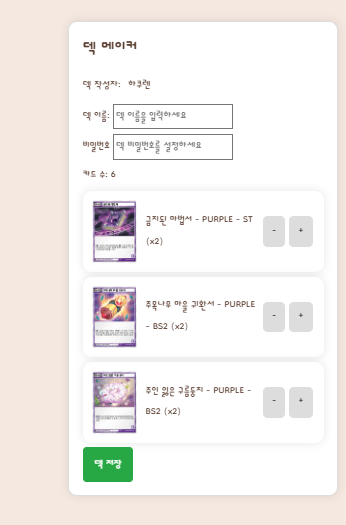 덱 메이커
덱 작성자: 하쿠렌
덱 이름: 덱 이름을 입력하세요
비밀번호 덱 비밀번호를 설정하세요
카드 수: 6
금지된 마법서 - PURPLE - ST
(x2)
- +
주목나무 마을 귀환서 - PURPLE
- BS2 (x2)
- +
주인 잃은 구름둥지 - PURPLE -
BS2 (x2)
- +
덱 저장